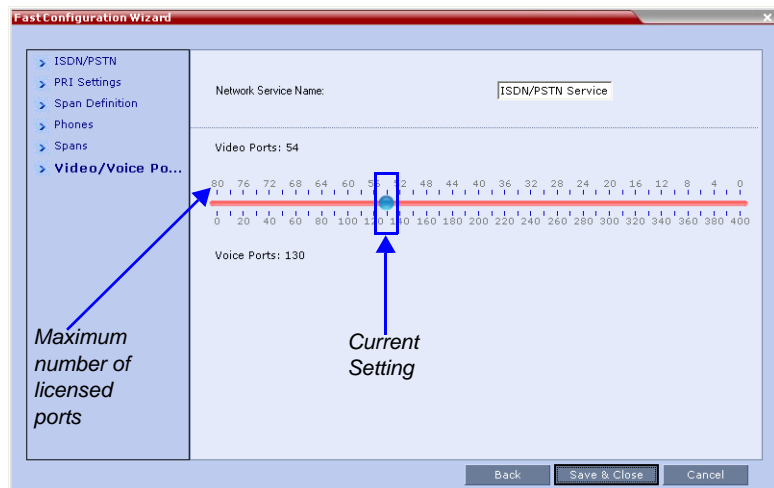 Fast Configuration Wizard
ISDN/PSTN
PRI Settings
Span Definition
Phones
Spans
Video/Voice Po...
Network Service Name:
ISDN/PSTN Service
Video Ports: 54
80 76 72 68 64 60 56 52 48 44 40 36 32 28 24 20 16 12 8 4 0
0 20 40 60 80 100 120 140 160 180 200 220 240 260 280 300 320 340 360 380 400
Voice Ports: 130
Maximum
number of
licensed
ports
Current
Setting
Back
Save & Close
Cancel